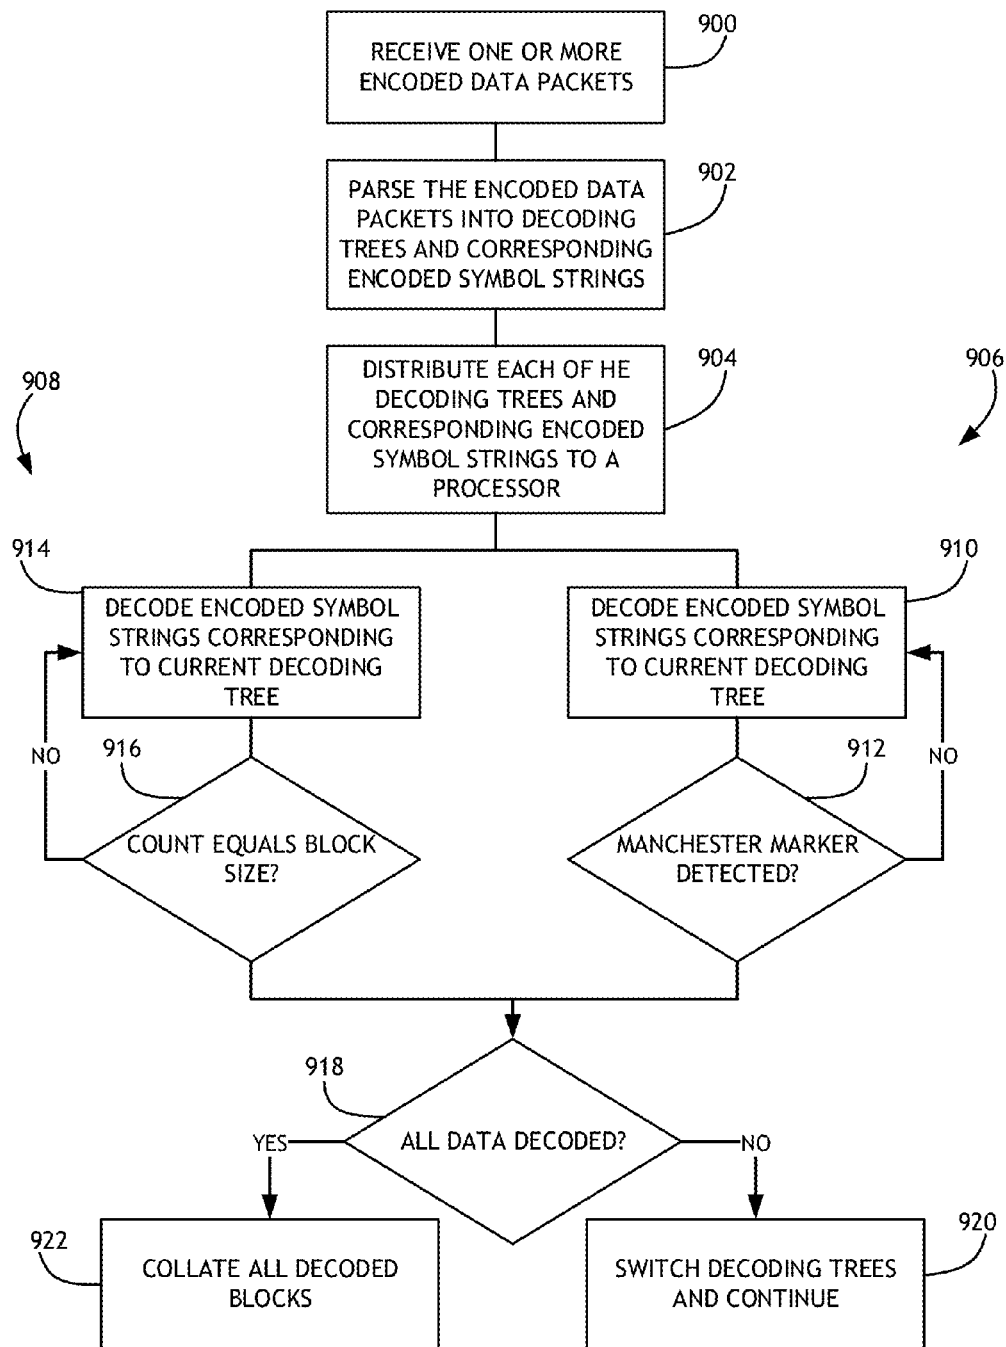 900
RECEIVE ONE OR MORE
ENCODED DATA PACKETS
902
PARSE THE ENCODED DATA
PACKETS INTO DECODING
TREES AND CORRESPONDING
ENCODED SYMBOL STRINGS
904
DISTRIBUTE EACH OF HE
DECODING TREES AND
CORRESPONDING ENCODED
SYMBOL STRINGS TO A
PROCESSOR
908
906
914
DECODE ENCODED SYMBOL
STRINGS CORRESPONDING
TO CURRENT DECODING
TREE
910
DECODE ENCODED SYMBOL
STRINGS CORRESPONDING
TO CURRENT DECODING
TREE
NO
916
COUNT EQUALS BLOCK
SIZE?
912
NO
MANCHESTER MARKER
DETECTED?
918
ALL DATA DECODED?
YES
NO
922
COLLATE ALL DECODED
BLOCKS
920
SWITCH DECODING TREES
AND CONTINUE